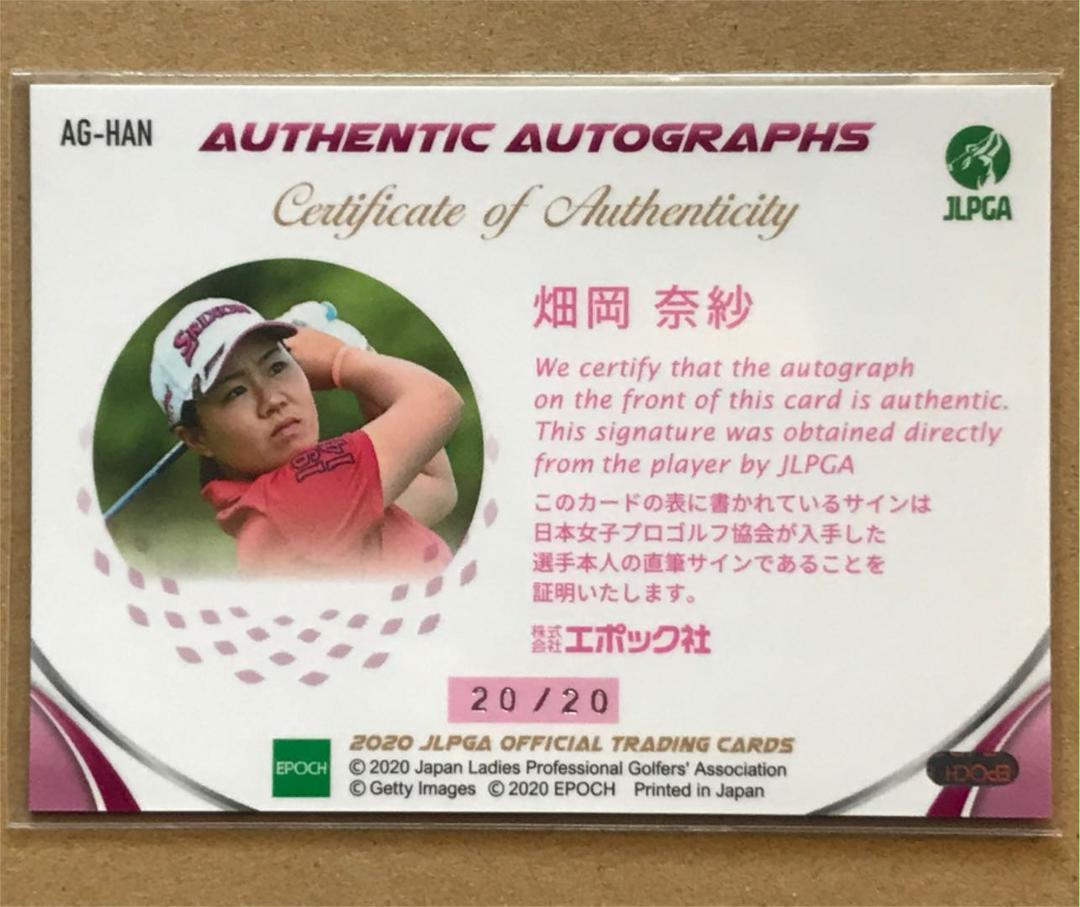 AG-HAN
AUTHENTIC AUTOGRAPHS
Certificate of Authenticity
JLPGA
SRIXON
畑岡 奈紗
We certify that the autograph
on the front of this card is authentic.
This signature was obtained directly
from the player by JLPGA
このカードの表に書かれているサインは
日本女子プロゴルフ協会が入手した
選手本人の直筆サインであることを
証明いたします。
株式会社エポック社
20/20
EPOCH
2020 JLPGA OFFICIAL TRADING CARDS
© 2020 Japan Ladies Professional Golfers' Association
© Getty Images © 2020 EPOCH Printed in Japan
EPOCH